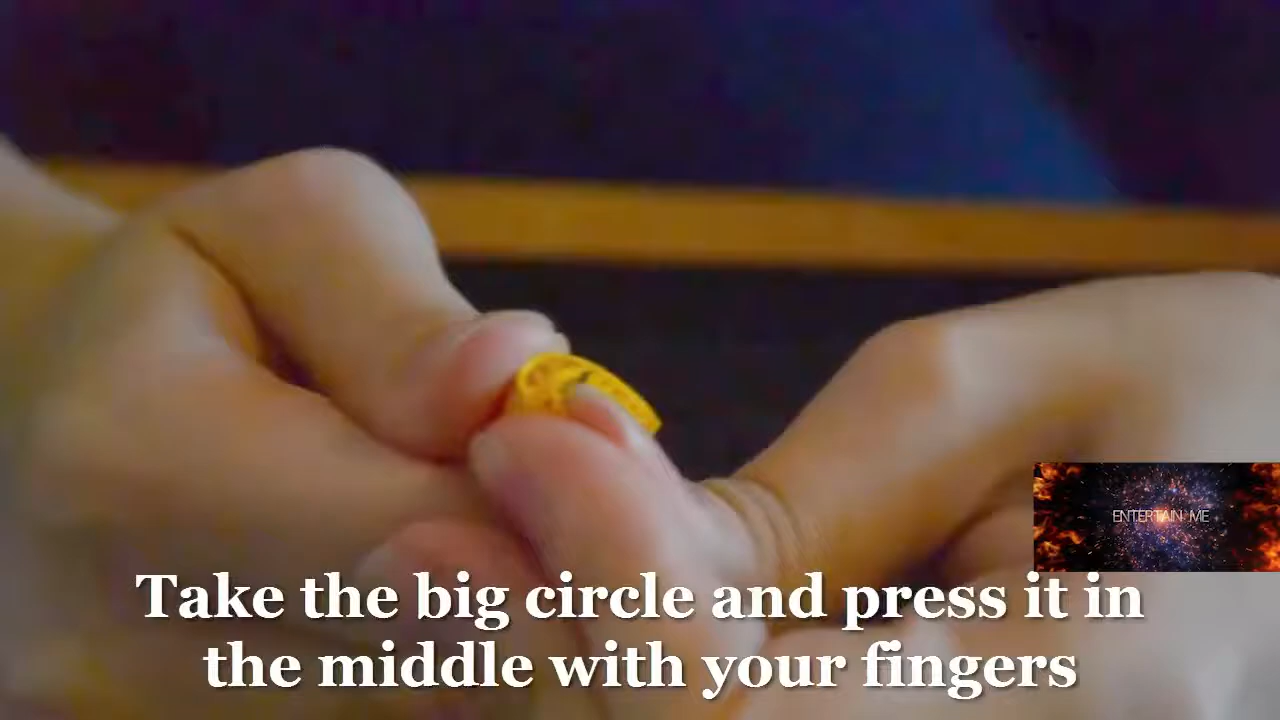 ENTERTAIN ME
Take the big circle and press it in
the middle with your fingers